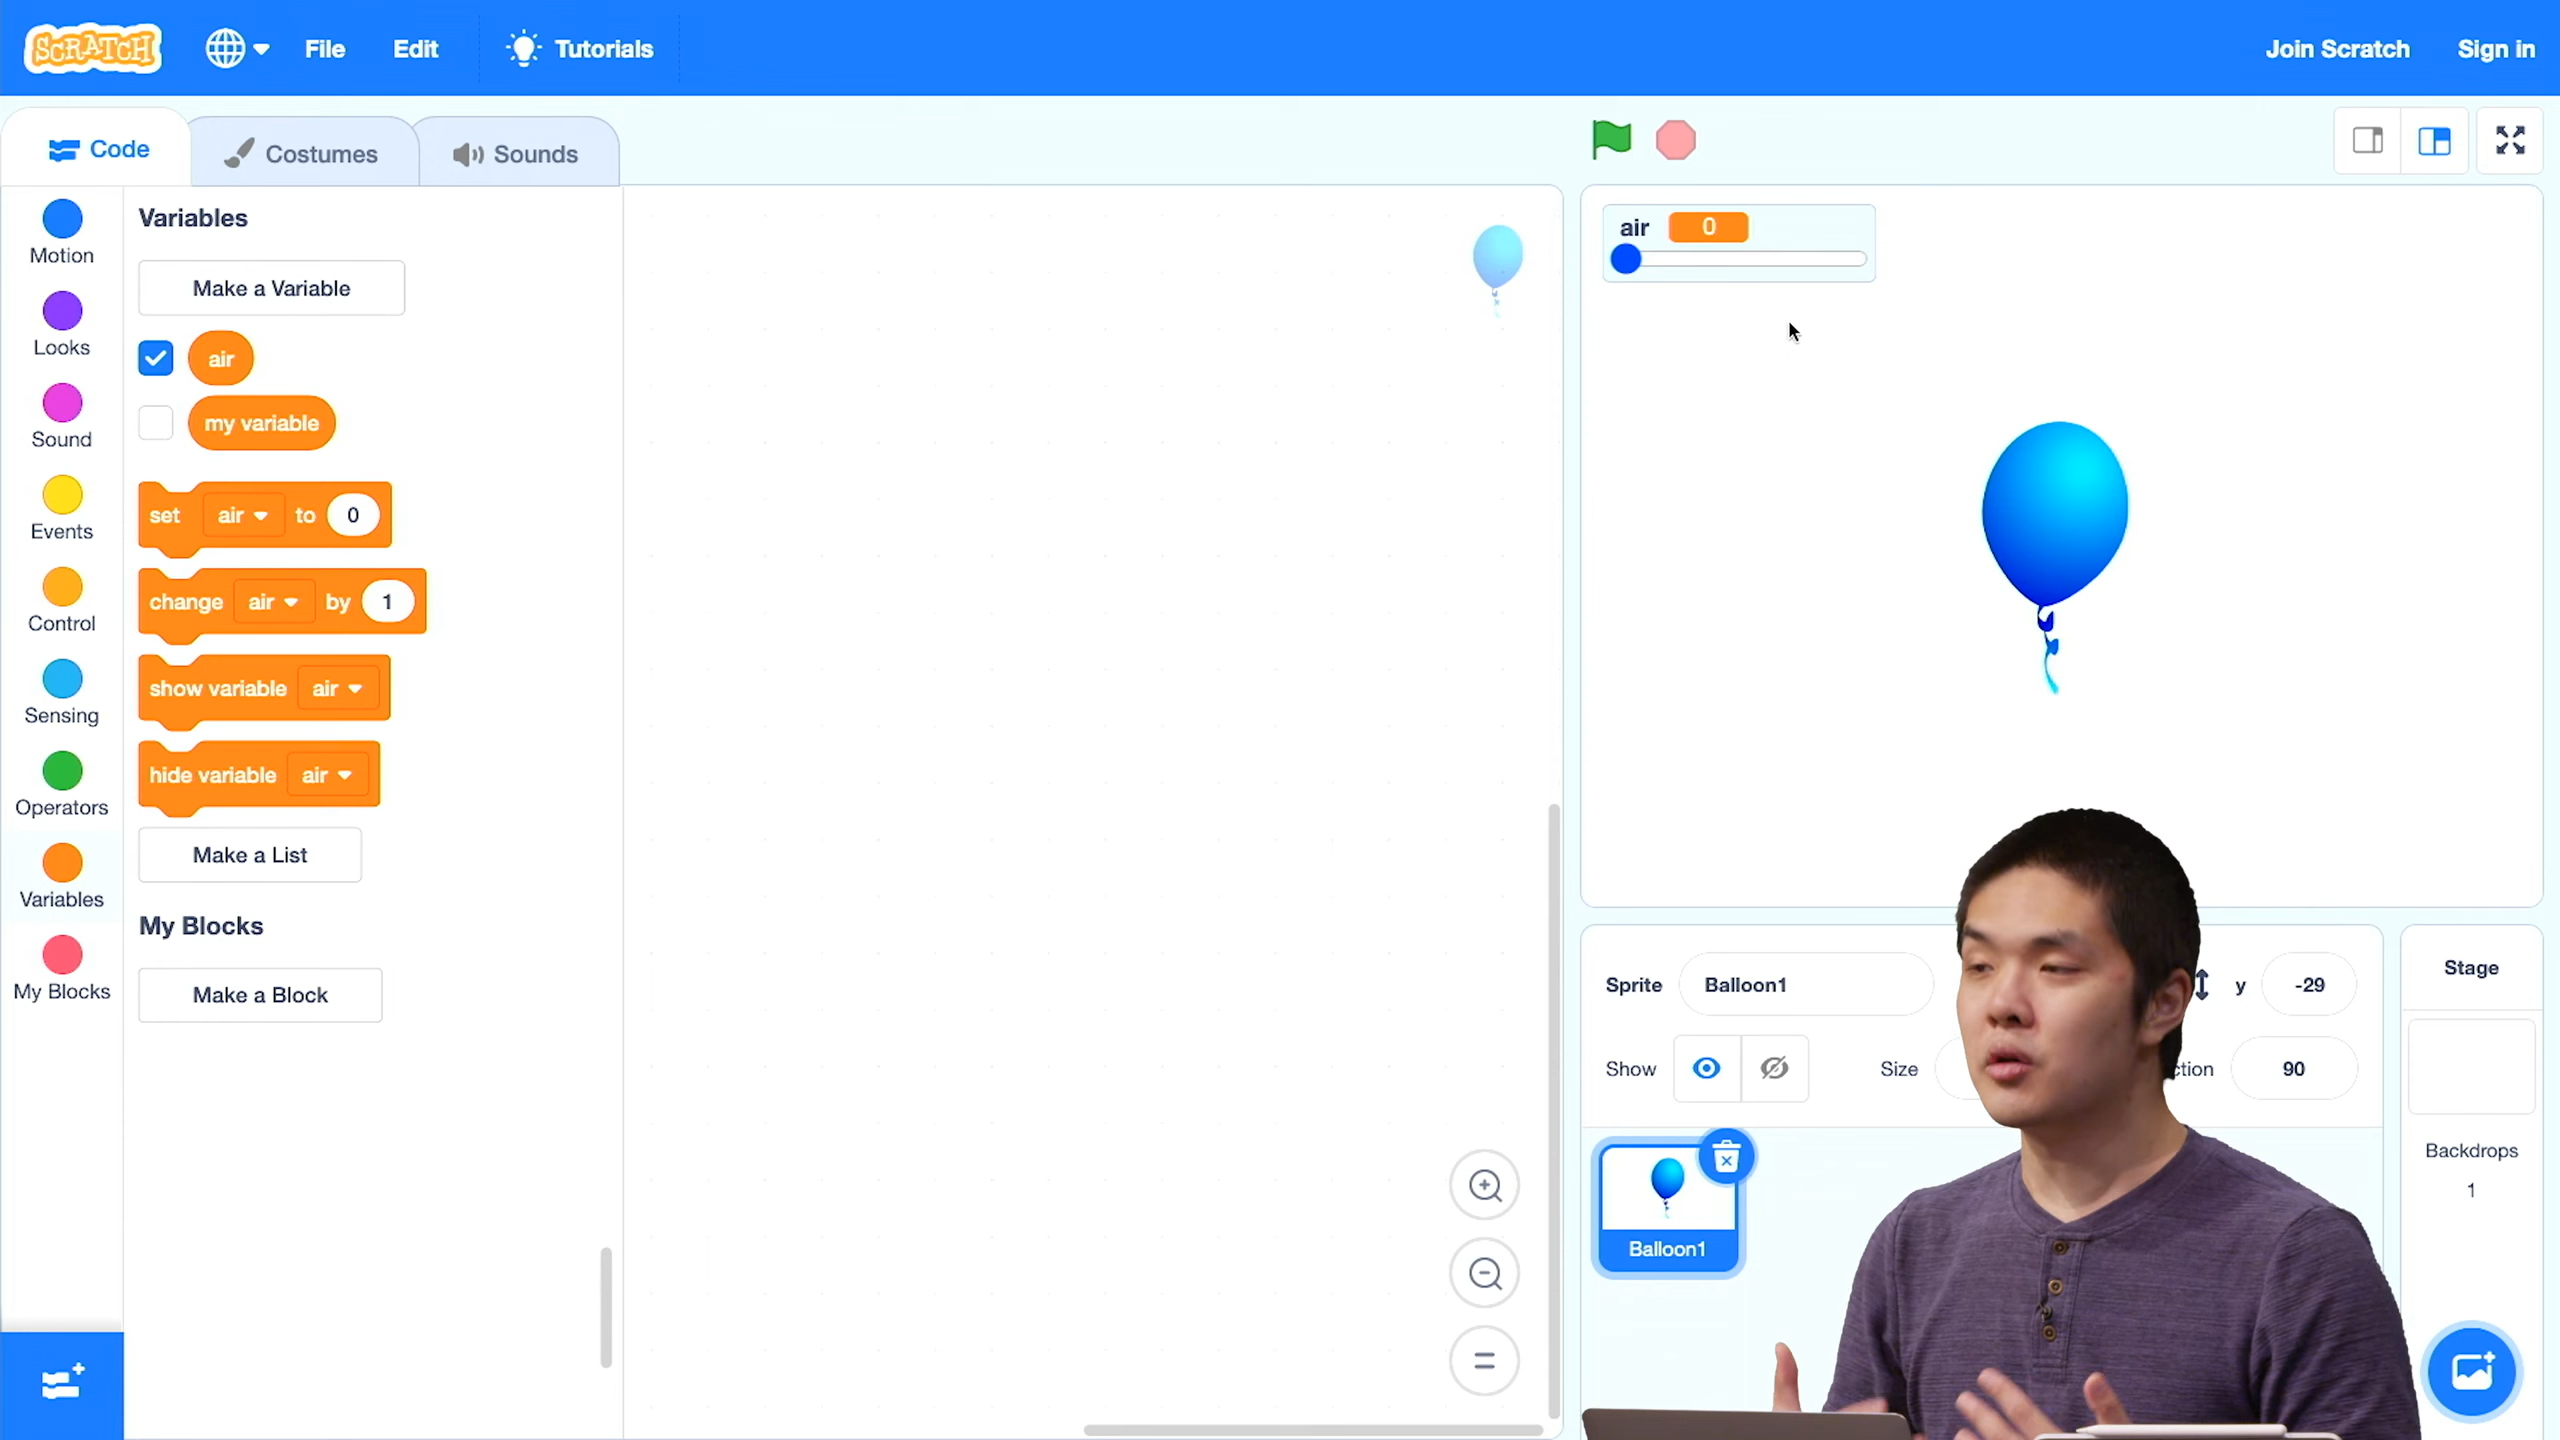 SCRATCH
File
Edit
Tutorials
Join Scratch
Sign in
Code
Costumes
Sounds
Motion
Looks
Sound
Events
Control
Sensing
Operators
Variables
My Blocks
Variables
Make a Variable
air
my variable
set air to 0
change air by 1
show variable air
hide variable air
Make a List
My Blocks
Make a Block
air 0
Sprite Balloon1
y -29
Show
Size
ction 90
Balloon1
Stage
Backdrops
1